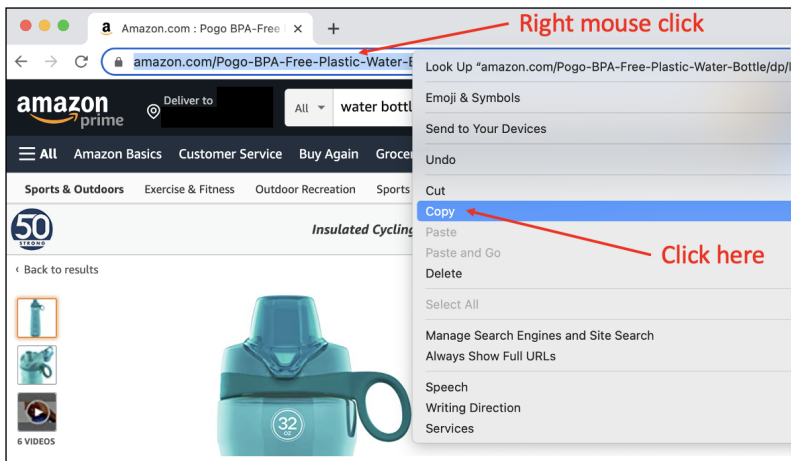 Right mouse click
Amazon.com : Pogo BPA-Free
amazon.com/Pogo-BPA-Free-Plastic-Water-B
Look Up “amazon.com/Pogo-BPA-Free-Plastic-Water-Bottle/dp/
Emoji & Symbols
Send to Your Devices
Undo
Cut
Copy
Paste
Paste and Go
Delete
Select All
Manage Search Engines and Site Search
Always Show Full URLs
Speech
Writing Direction
Services
Click here
amazon
prime
Deliver to
All
water bottl
All Amazon Basics Customer Service Buy Again Grocer
Sports & Outdoors Exercise & Fitness Outdoor Recreation Sports
50
STRONG
Insulated Cycling
‹ Back to results
32
OZ
6 VIDEOS